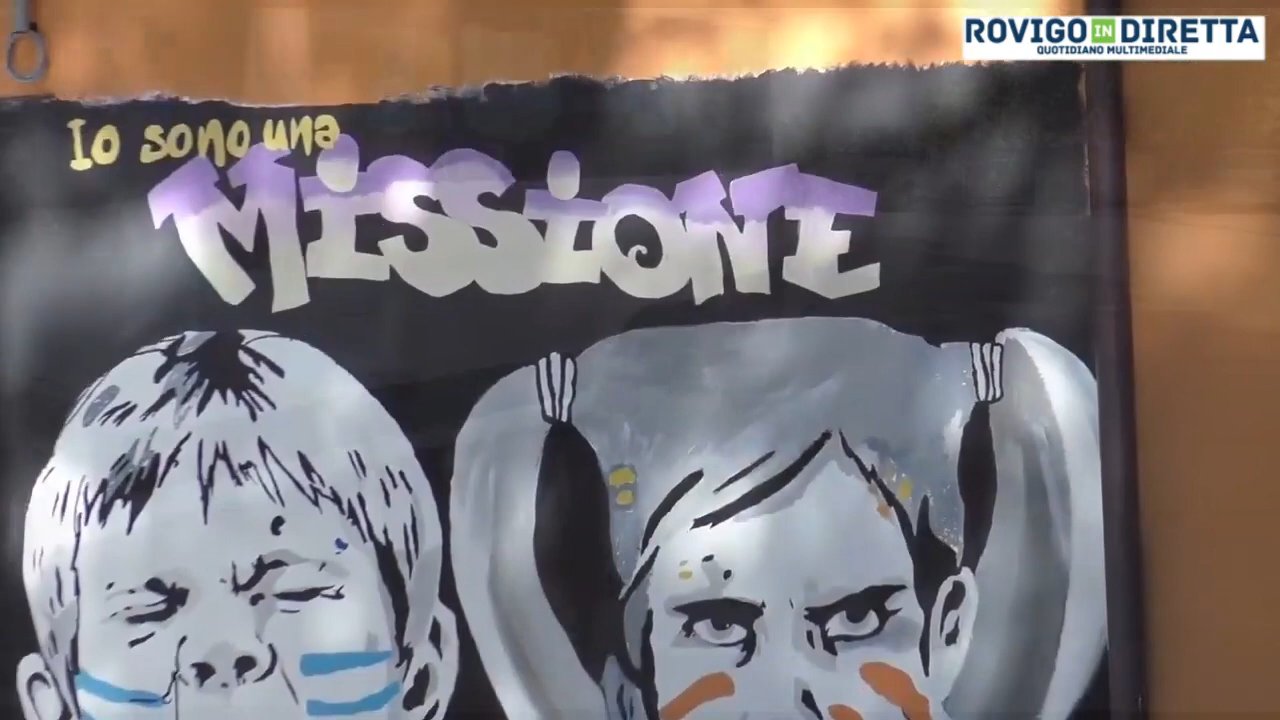 ROVIGO IN DIRETTA
QUOTIDIANO MULTIMEDIALE
Io sono una
MiSSiONE